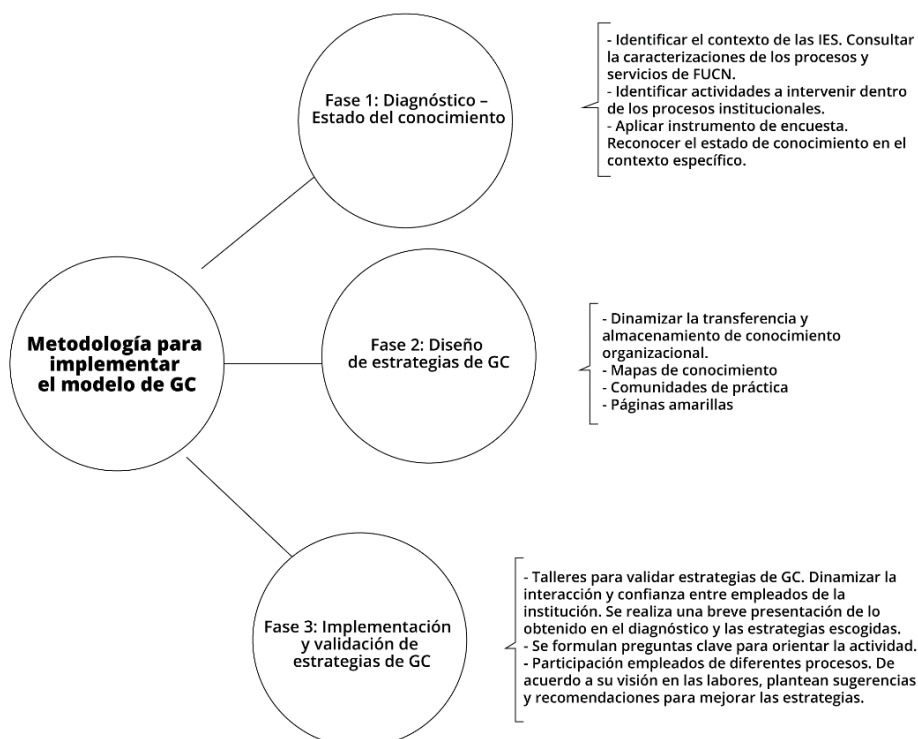 Metodología para
implementar
el modelo de GC
Fase 1: Diagnóstico –
Estado del conocimiento
- Identificar el contexto de las IES. Consultar
la caracterizaciones de los procesos y
servicios de FUCN.
- Identificar actividades a intervenir dentro
de los procesos institucionales.
- Aplicar instrumento de encuesta.
Reconocer el estado de conocimiento en el
contexto específico.
Fase 2: Diseño
de estrategias de GC
- Dinamizar la transferencia y
almacenamiento de conocimiento
organizacional.
- Mapas de conocimiento
- Comunidades de práctica
- Páginas amarillas
Fase 3: Implementación
y validación de
estrategias de GC
- Talleres para validar estrategias de GC. Dinamizar la
interacción y confianza entre empleados de la
institución. Se realiza una breve presentación de lo
obtenido en el diagnóstico y las estrategias escogidas.
- Se formulan preguntas clave para orientar la actividad.
- Participación empleados de diferentes procesos. De
acuerdo a su visión en las labores, plantean sugerencias
y recomendaciones para mejorar las estrategias.